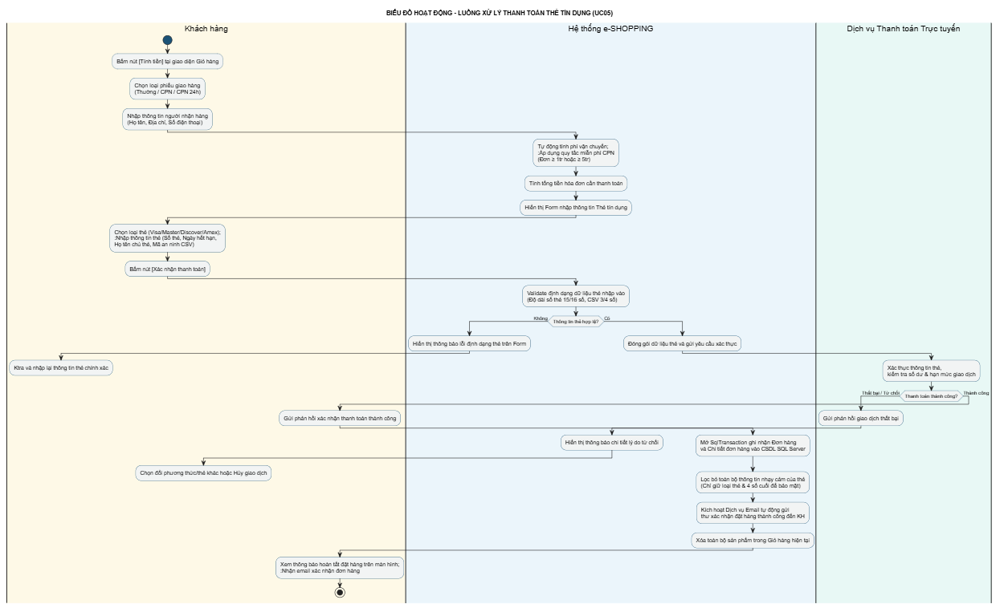 BIỂU ĐỒ HOẠT ĐỘNG - LUỒNG XỬ LÝ THANH TOÁN THẺ TÍN DỤNG (UC05)
Khách hàng
Hệ thống e-SHOPPING
Dịch vụ Thanh toán Trực tuyến
Bấm nút [Tính tiền] tại giao diện Giỏ hàng
Chọn loại phiếu giao hàng
(Thường / CPN / CPN 24h)
Nhập thông tin người nhận hàng
(Họ tên, Địa chỉ, Số điện thoại)
Tự động tính phí vận chuyển;
:Áp dụng quy tắc miễn phí CPN
(Đơn ≥ 1tr hoặc ≥ 5tr)
Tính tổng tiền hóa đơn cần thanh toán
Hiển thị Form nhập thông tin Thẻ tín dụng
Chọn loại thẻ (Visa/Master/Discover/Amex);
:Nhập thông tin thẻ (Số thẻ, Ngày hết hạn,
Họ tên chủ thẻ, Mã an ninh CSV)
Bấm nút [Xác nhận thanh toán]
Validate định dạng dữ liệu thẻ nhập vào
(Độ dài số thẻ 15/16 số, CSV 3/4 số)
Không
Thông tin thẻ hợp lệ?
Có
Hiển thị thông báo lỗi định dạng thẻ trên Form
Đóng gói dữ liệu thẻ và gửi yêu cầu xác thực
Ktra và nhập lại thông tin thẻ chính xác
Xác thực thông tin thẻ,
kiểm tra số dư & hạn mức giao dịch
Thất bại / Từ chối
Thanh toán thành công?
Thành công
Gửi phản hồi xác nhận thanh toán thành công
Gửi phản hồi giao dịch thất bại
Hiển thị thông báo chi tiết lý do từ chối
Mở SqlTransaction ghi nhận Đơn hàng
và Chi tiết đơn hàng vào CSDL SQL Server
Chọn đổi phương thức/thẻ khác hoặc Hủy giao dịch
Lọc bỏ toàn bộ thông tin nhạy cảm của thẻ
(Chỉ giữ loại thẻ & 4 số cuối để bảo mật)
Kích hoạt Dịch vụ Email tự động gửi
thư xác nhận đặt hàng thành công đến KH
Xóa toàn bộ sản phẩm trong Giỏ hàng hiện tại
Xem thông báo hoàn tất đặt hàng trên màn hình;
:Nhận email xác nhận đơn hàng